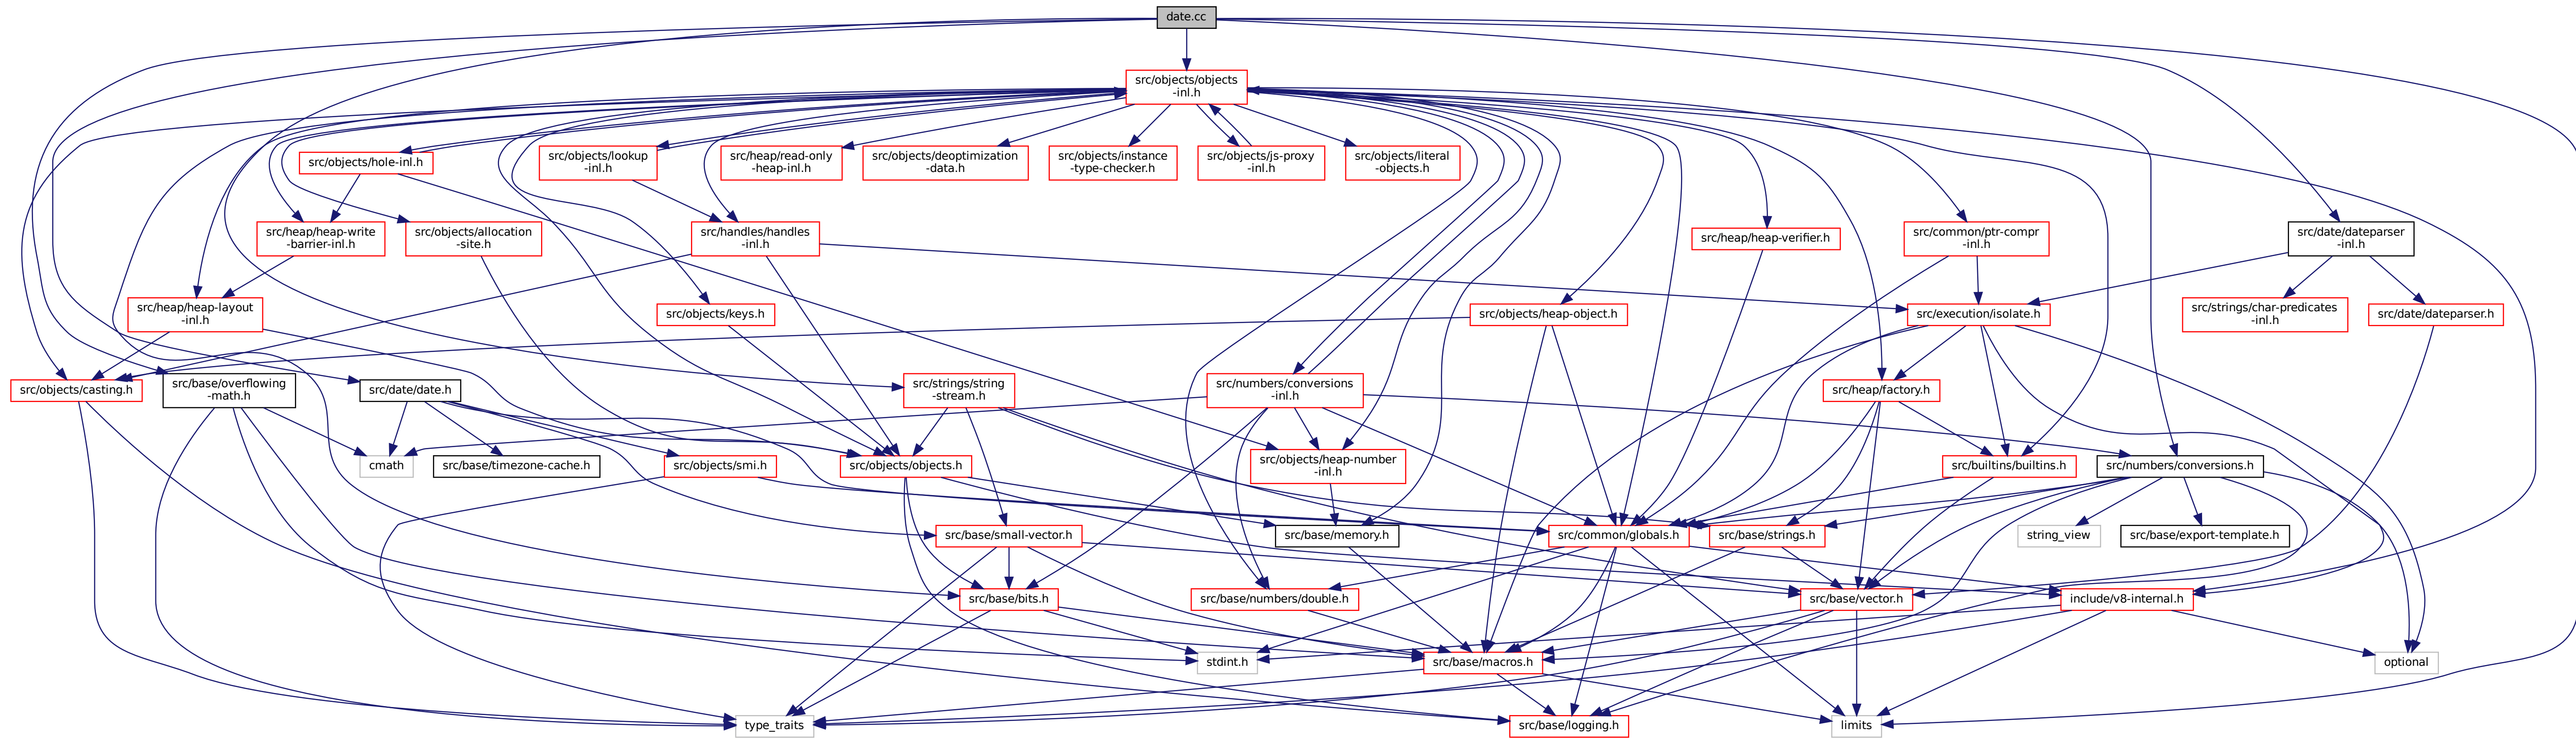 date.cc
src/objects/objects
-inl.h
src/objects/hole-inl.h
src/objects/lookup
-inl.h
src/heap/read-only
-heap-inl.h
src/objects/deoptimization
-data.h
src/objects/instance
-type-checker.h
src/objects/js-proxy
-inl.h
src/objects/literal
-objects.h
src/heap/heap-write
-barrier-inl.h
src/objects/allocation
-site.h
src/handles/handles
-inl.h
src/heap/heap-verifier.h
src/common/ptr-compr
-inl.h
src/date/dateparser
-inl.h
src/heap/heap-layout
-inl.h
src/objects/keys.h
src/objects/heap-object.h
src/execution/isolate.h
src/strings/char-predicates
-inl.h
src/date/dateparser.h
src/objects/casting.h
src/base/overflowing
-math.h
src/date/date.h
src/strings/string
-stream.h
src/numbers/conversions
-inl.h
src/heap/factory.h
cmath
src/base/timezone-cache.h
src/objects/smi.h
src/objects/objects.h
src/objects/heap-number
-inl.h
src/builtins/builtins.h
src/numbers/conversions.h
src/base/small-vector.h
src/base/memory.h
src/common/globals.h
src/base/strings.h
string_view
src/base/export-template.h
src/base/bits.h
src/base/numbers/double.h
src/base/vector.h
include/v8-internal.h
stdint.h
src/base/macros.h
optional
type_traits
src/base/logging.h
limits